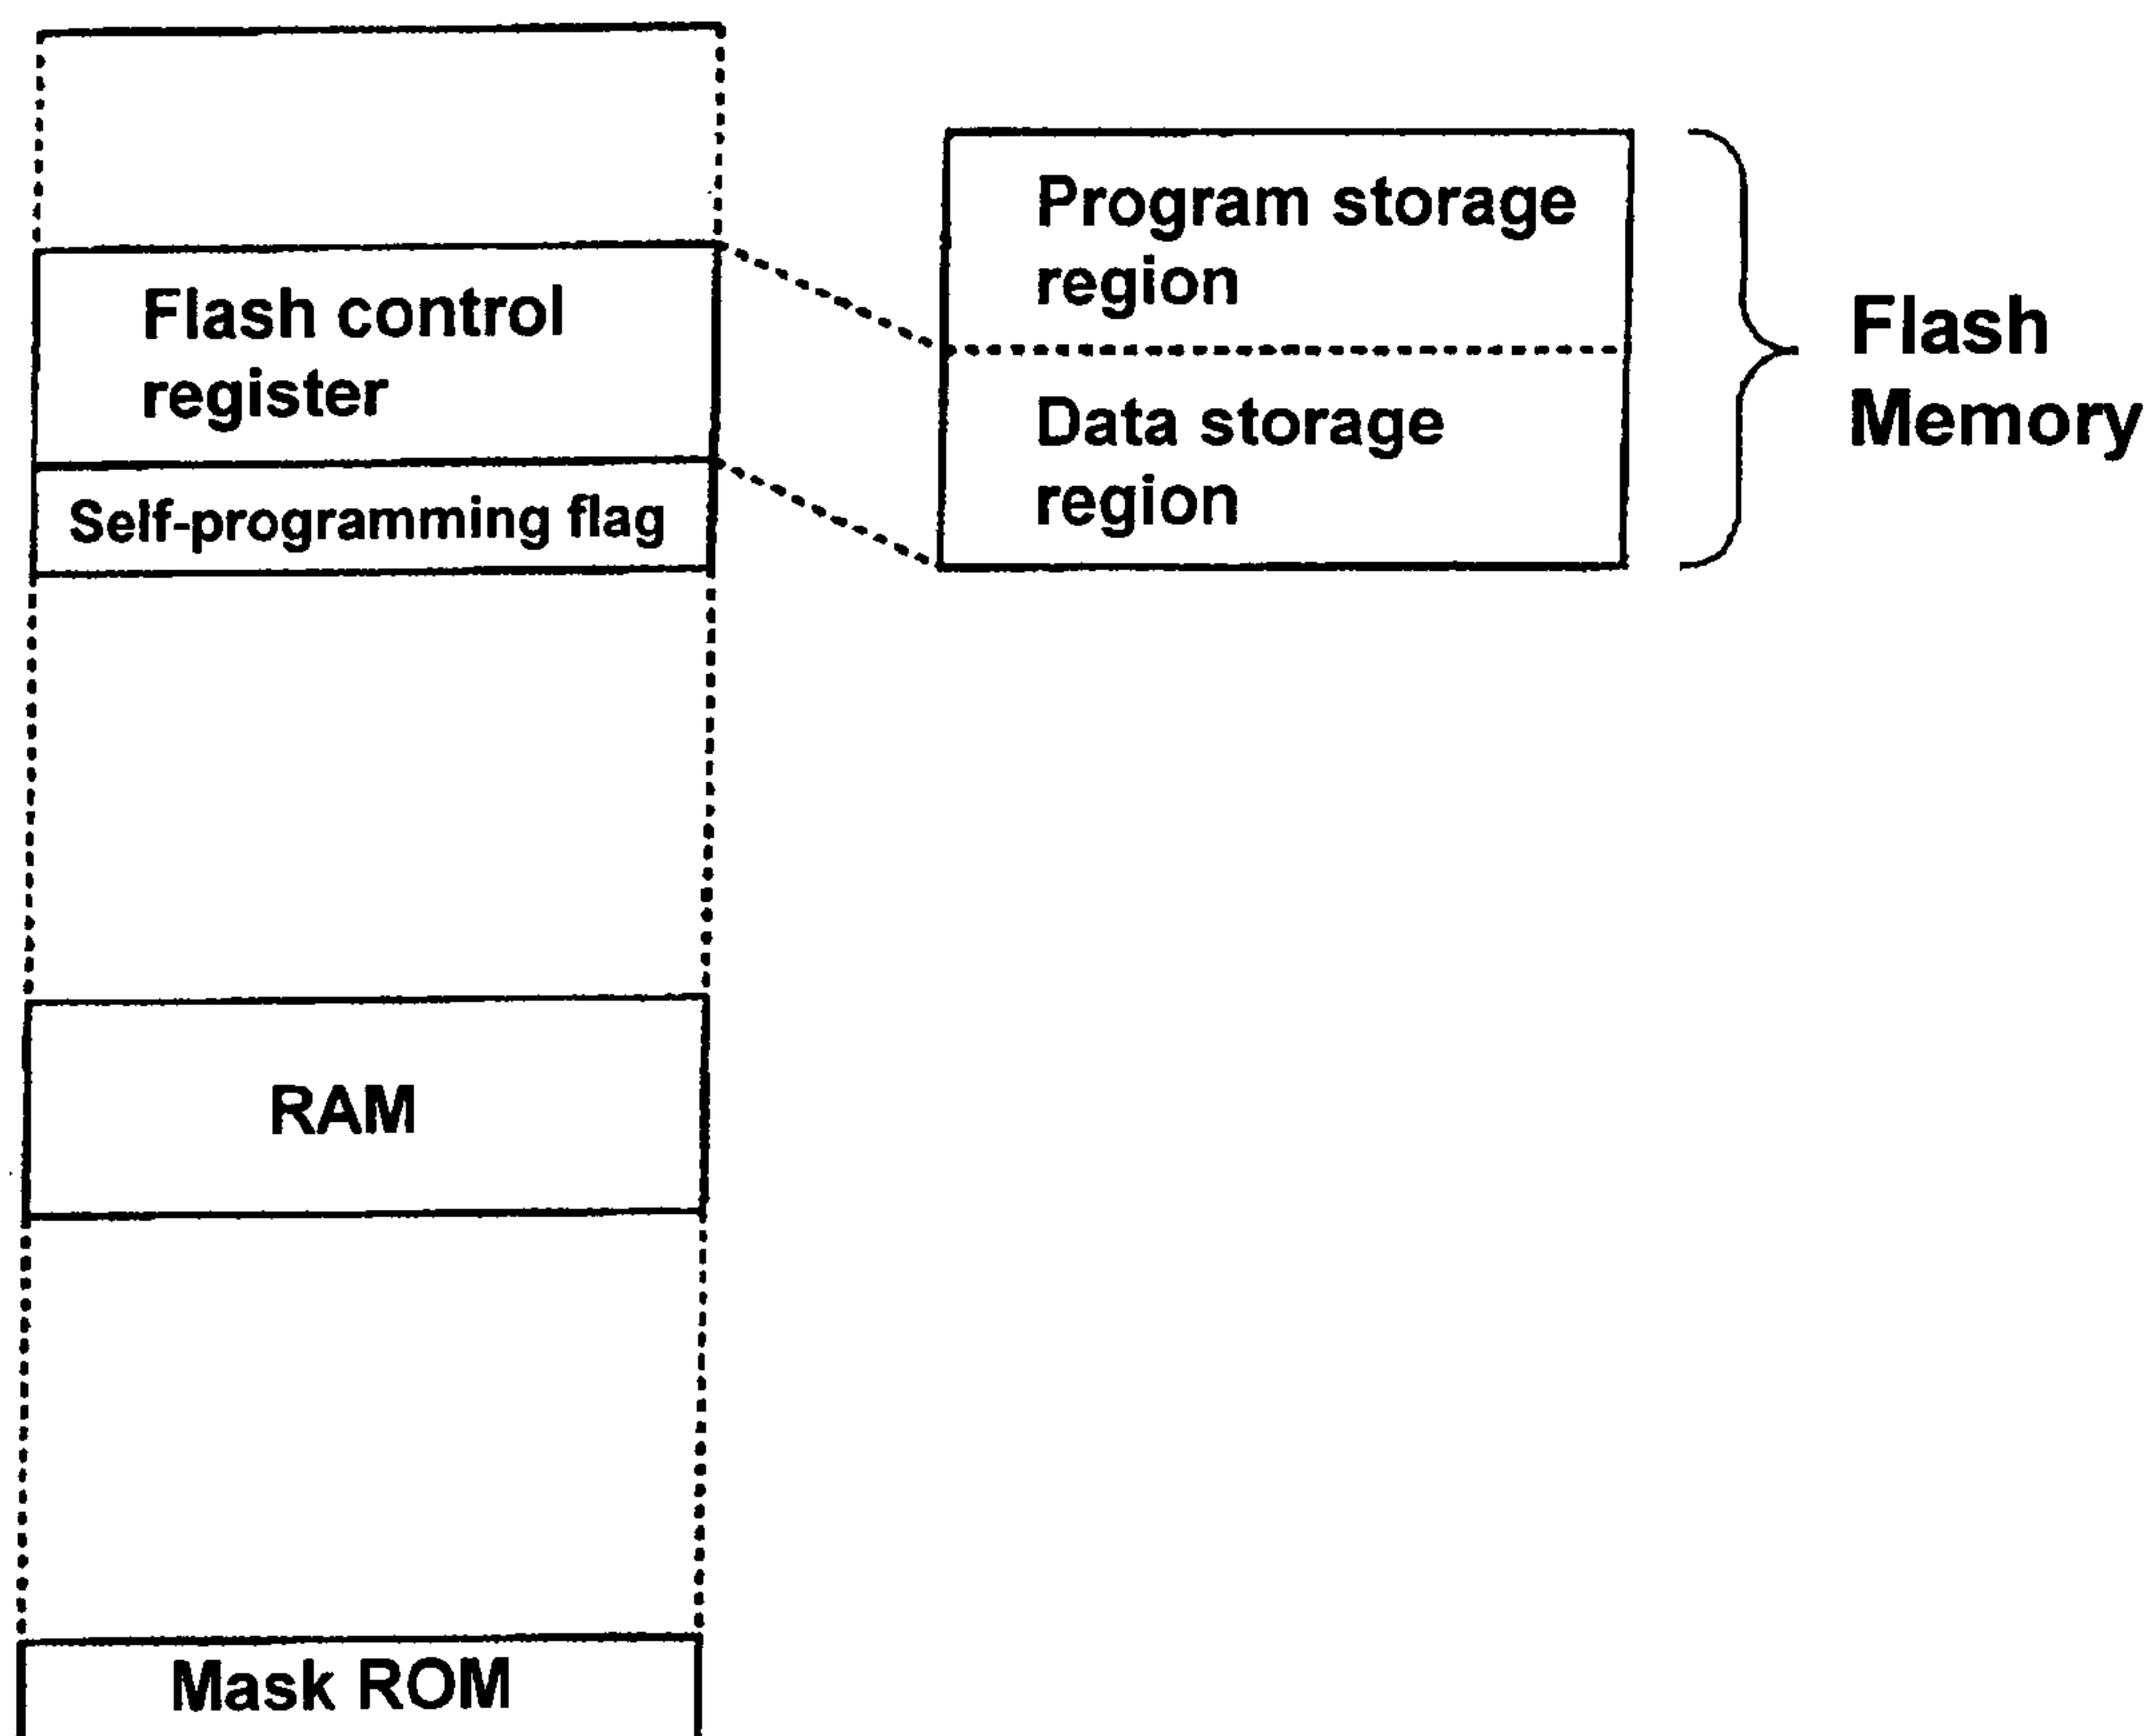 Flash control
register
Self-programming flag
RAM
Mask ROM
Program storage
region
Data storage
region
Flash
Memory